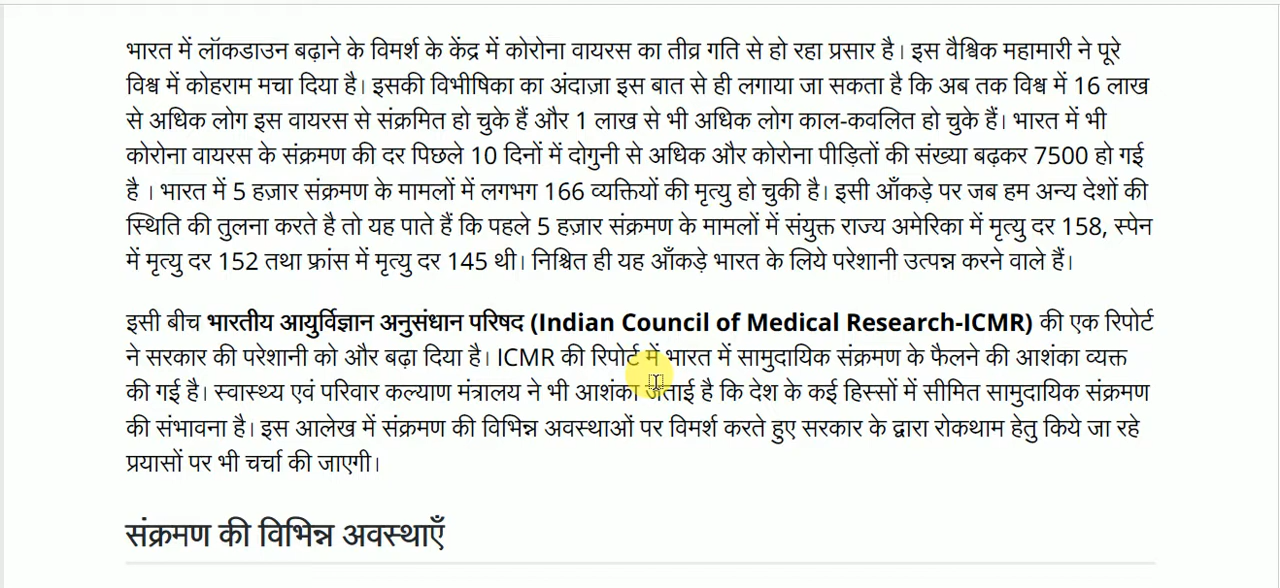 भारत में लॉकडाउन बढ़ाने के विमर्श के केंद्र में कोरोना वायरस का तीव्र गति से हो रहा प्रसार है। इस वैश्विक महामारी ने पूरे
विश्व में कोहराम मचा दिया है। इसकी विभीषिका का अंदाज़ा इस बात से ही लगाया जा सकता है कि अब तक विश्व में 16 लाख
से अधिक लोग इस वायरस से संक्रमित हो चुके हैं और 1 लाख से भी अधिक लोग काल-कवलित हो चुके हैं। भारत में भी
कोरोना वायरस के संक्रमण की दर पिछले 10 दिनों में दोगुनी से अधिक और कोरोना पीड़ितों की संख्या बढ़कर 7500 हो गई
है । भारत में 5 हज़ार संक्रमण के मामलों में लगभग 166 व्यक्तियों की मृत्यु हो चुकी है। इसी आँकड़े पर जब हम अन्य देशों की
स्थिति की तुलना करते है तो यह पाते हैं कि पहले 5 हज़ार संक्रमण के मामलों में संयुक्त राज्य अमेरिका में मृत्यु दर 158, स्पेन
में मृत्यु दर 152 तथा फ्रांस में मृत्यु दर 145 थी। निश्चित ही यह आँकड़े भारत के लिये परेशानी उत्पन्न करने वाले हैं।
इसी बीच भारतीय आयुर्विज्ञान अनुसंधान परिषद (Indian Council of Medical Research-ICMR) की एक रिपोर्ट
ने सरकार की परेशानी को और बढ़ा दिया है। ICMR की रिपोर्ट में भारत में सामुदायिक संक्रमण के फैलने की आशंका व्यक्त
की गई है। स्वास्थ्य एवं परिवार कल्याण मंत्रालय ने भी आशंका जताई है कि देश के कई हिस्सों में सीमित सामुदायिक संक्रमण
की संभावना है। इस आलेख में संक्रमण की विभिन्न अवस्थाओं पर विमर्श करते हुए सरकार के द्वारा रोकथाम हेतु किये जा रहे
प्रयासों पर भी चर्चा की जाएगी।
संक्रमण की विभिन्न अवस्थाएँ